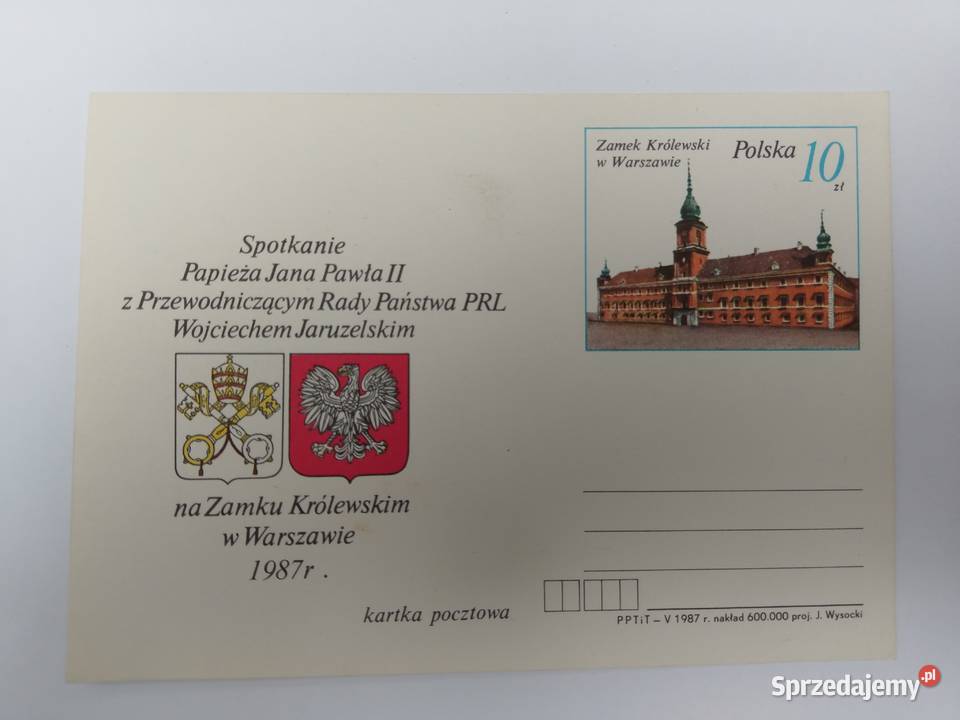 Spotkanie
Papieża Jana Pawła II
z Przewodniczącym Rady Państwa PRL
Wojciechem Jaruzelskim
na Zamku Królewskim
w Warszawie
1987r .
kartka pocztowa
Zamek Królewski
w Warszawie
Polska 10
zł
PPTiT – V 1987 r. nakład 600.000 proj. J. Wysocki
Sprzedajemy .pl